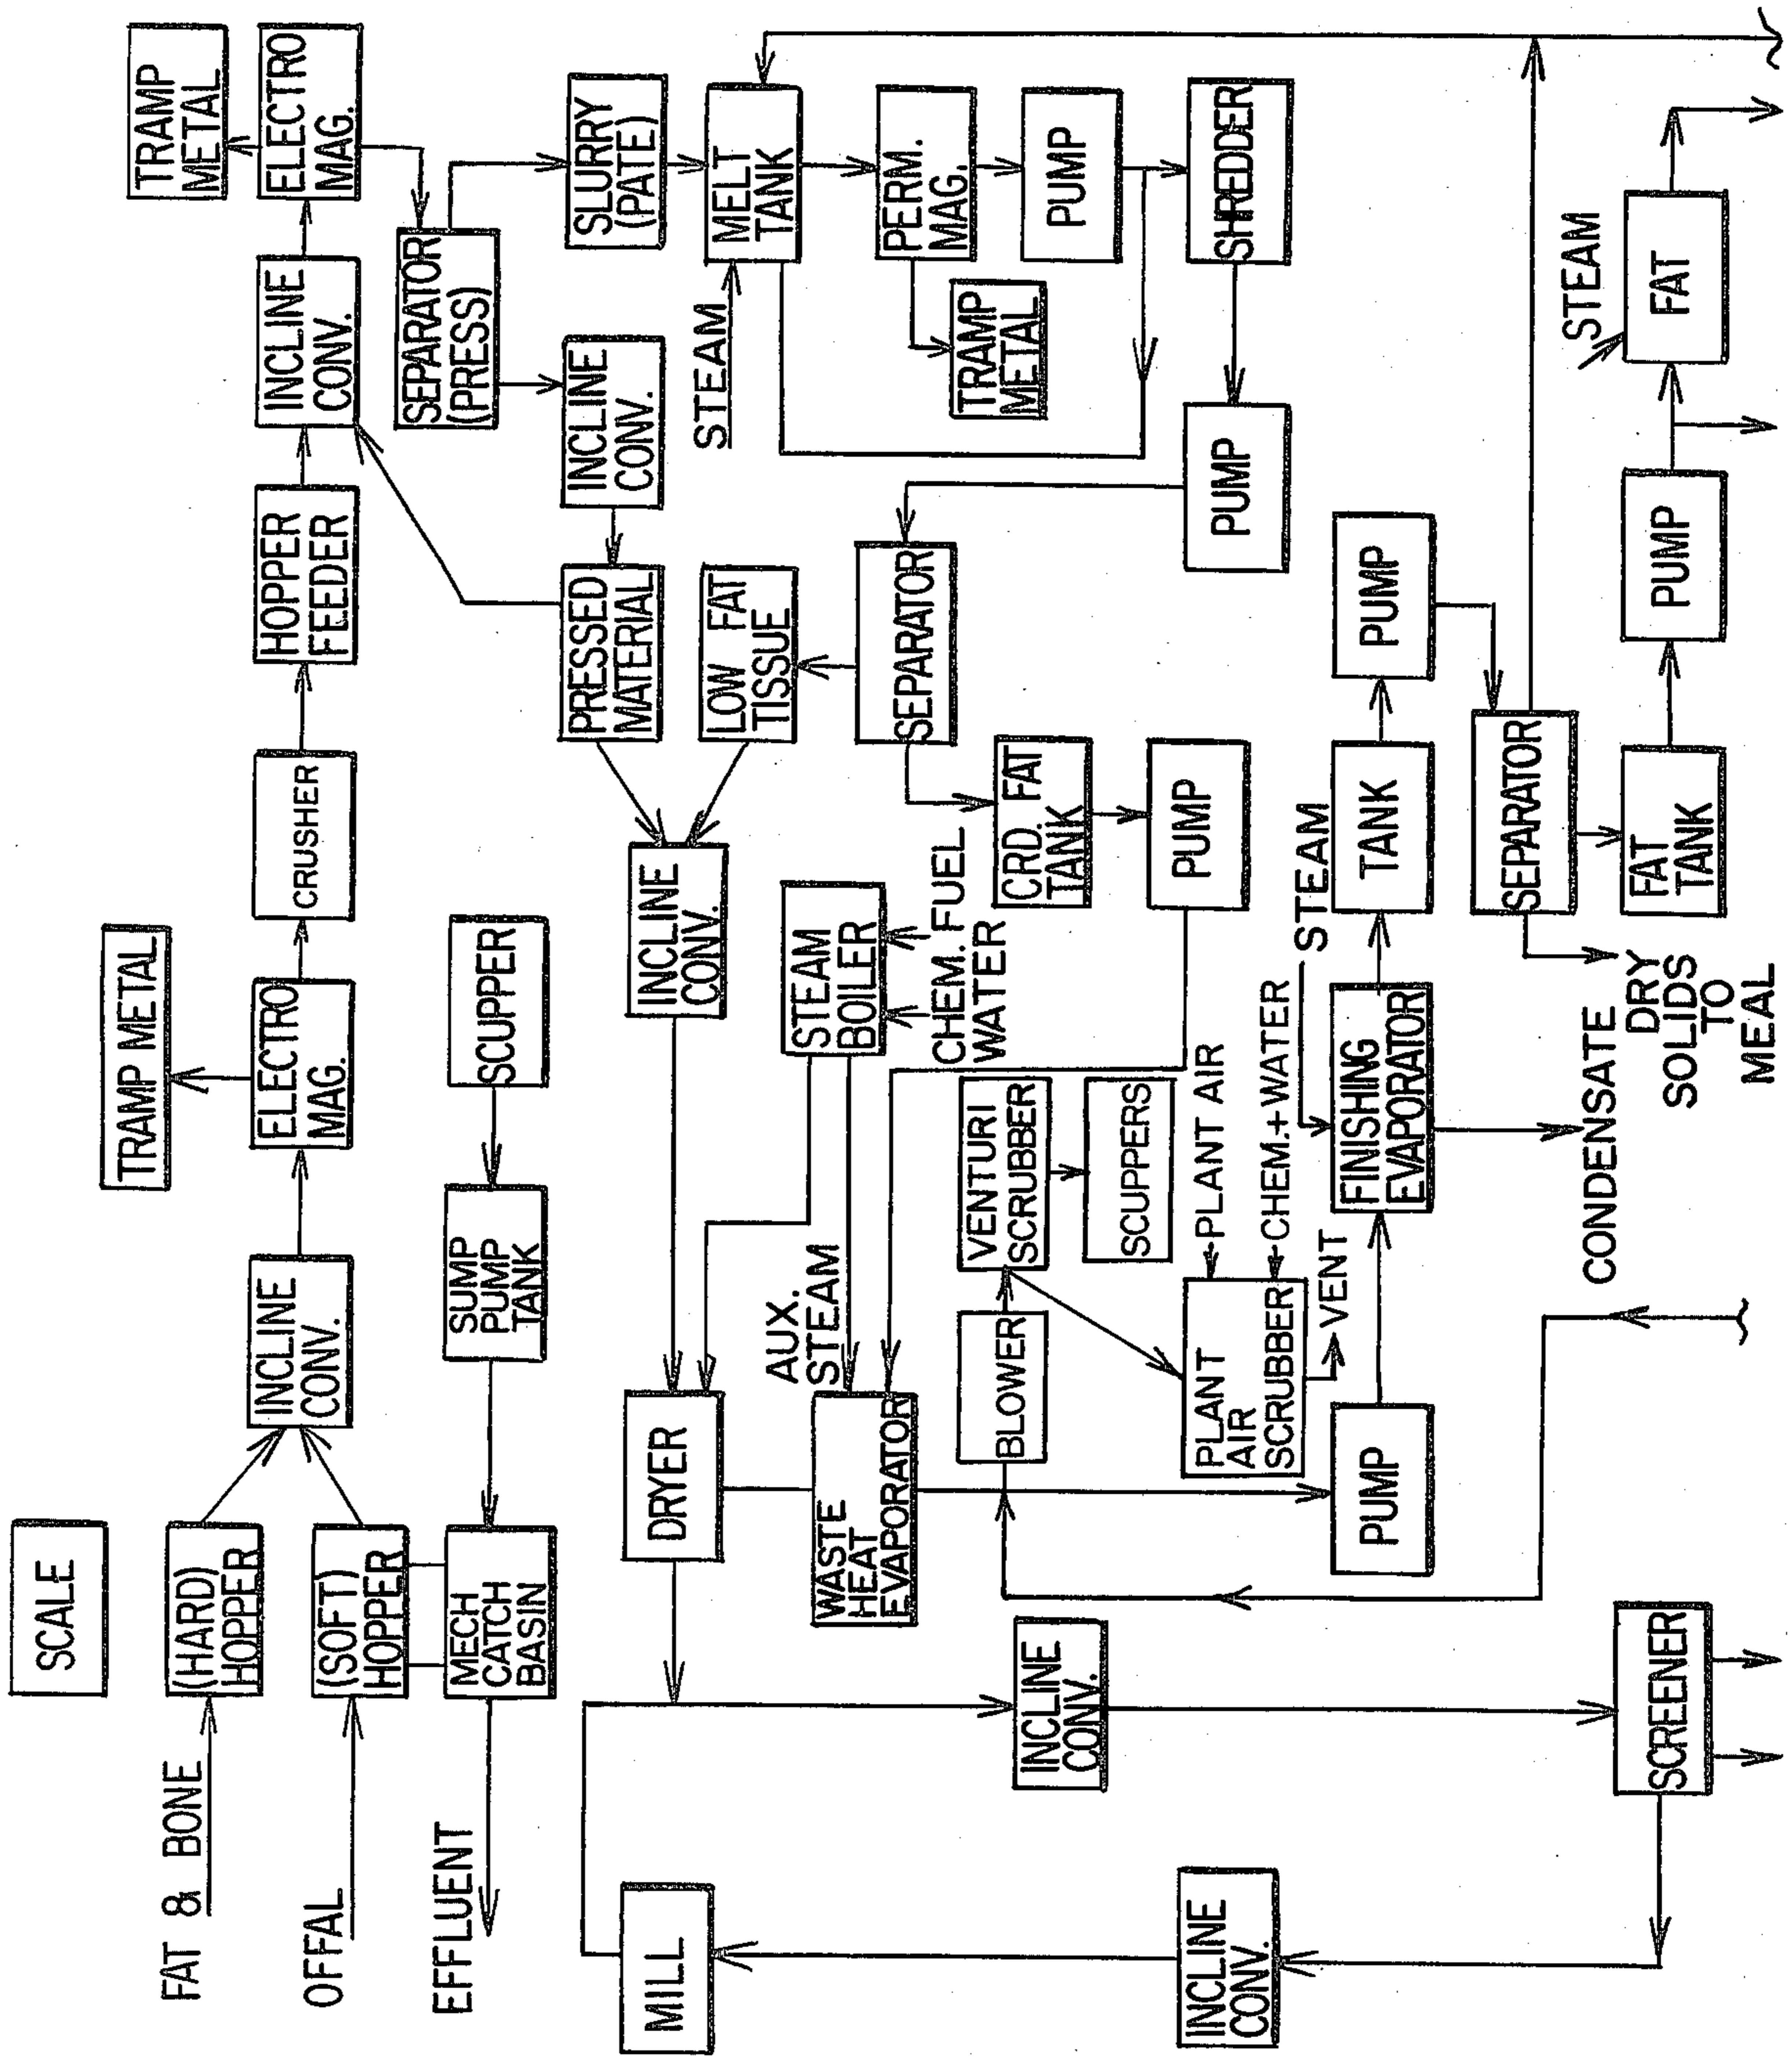 SCALE
FAT & BONE
(HARD)
HOPPER
OFFAL
(SOFT)
HOPPER
EFFLUENT
MECH
CATCH
BASIN
INCLINE
CONV.
TRAMP METAL
ELECTRO
MAG.
CRUSHER
HOPPER
FEEDER
INCLINE
CONV.
TRAMP
METAL
ELECTRO
MAG.
SUMP
PUMP
TANK
SCUPPER
SEPARATOR
(PRESS)
SLURRY
(PATE)
INCLINE
CONV.
PRESSED
MATERIAL
LOW FAT
TISSUE
INCLINE
CONV.
STEAM
MELT
TANK
PERM.
MAG.
TRAMP
METAL
PUMP
SHREDDER
PUMP
SEPARATOR
CRD. FAT
TANK
PUMP
STEAM
BOILER
CHEM. FUEL
WATER
DRYER
AUX.
STEAM
WASTE
HEAT
EVAPORATOR
BLOWER
VENTURI
SCRUBBER
SCUPPERS
PLANT AIR
CHEM.+WATER
PLANT
AIR
SCRUBBER
VENT
PUMP
STEAM
FINISHING
EVAPORATOR
CONDENSATE
TANK
PUMP
SEPARATOR
DRY
SOLIDS
TO
MEAL
FAT
TANK
PUMP
STEAM
FAT
MILL
INCLINE
CONV.
INCLINE
CONV.
SCREENER